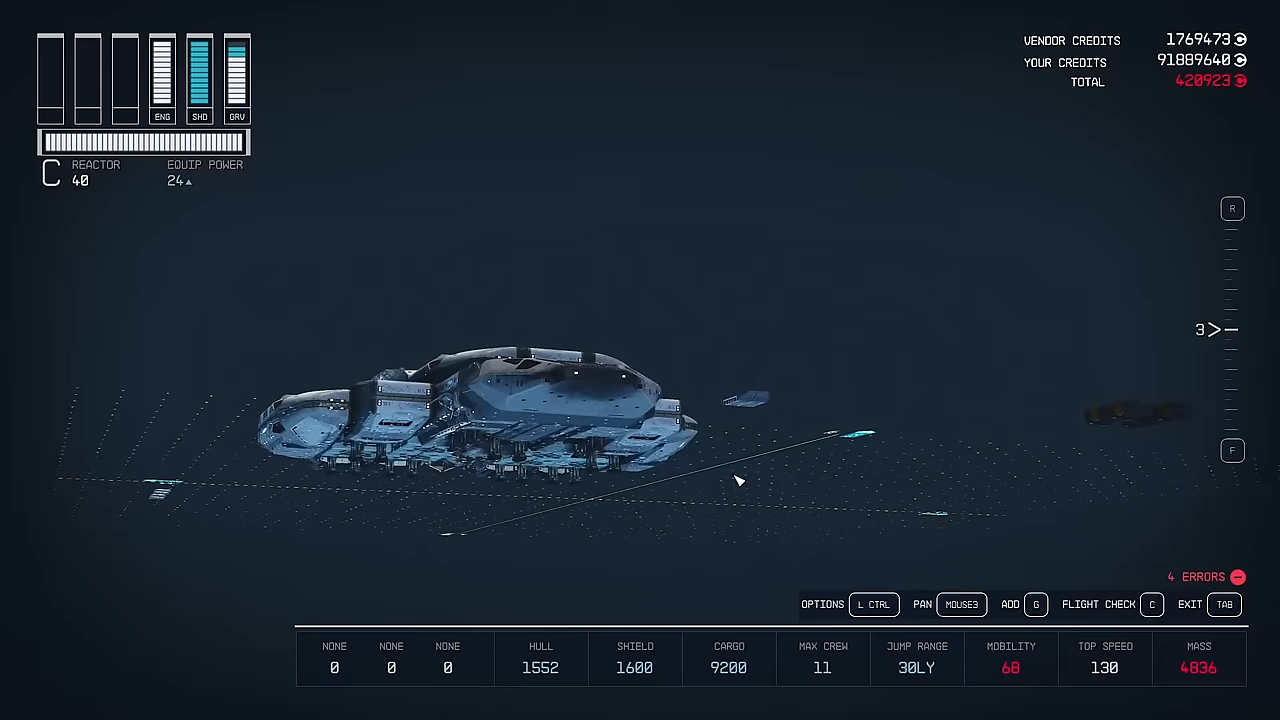 ENG SHD GRV
C REACTOR EQUIP POWER
40 24
VENDOR CREDITS 1769473
YOUR CREDITS 91889640
TOTAL 420923
R
3
F
4 ERRORS
OPTIONS L CTRL PAN MOUSE3 ADD G FLIGHT CHECK C EXIT TAB
NONE NONE NONE HULL SHIELD CARGO MAX CREW JUMP RANGE MOBILITY TOP SPEED MASS
0 0 0 1552 1600 9200 11 30LY 68 130 4836